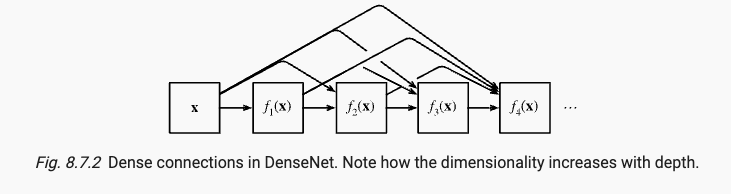 x f₁(x) f₂(x) f₃(x) f₄(x) ...
Fig. 8.7.2 Dense connections in DenseNet. Note how the dimensionality increases with depth.